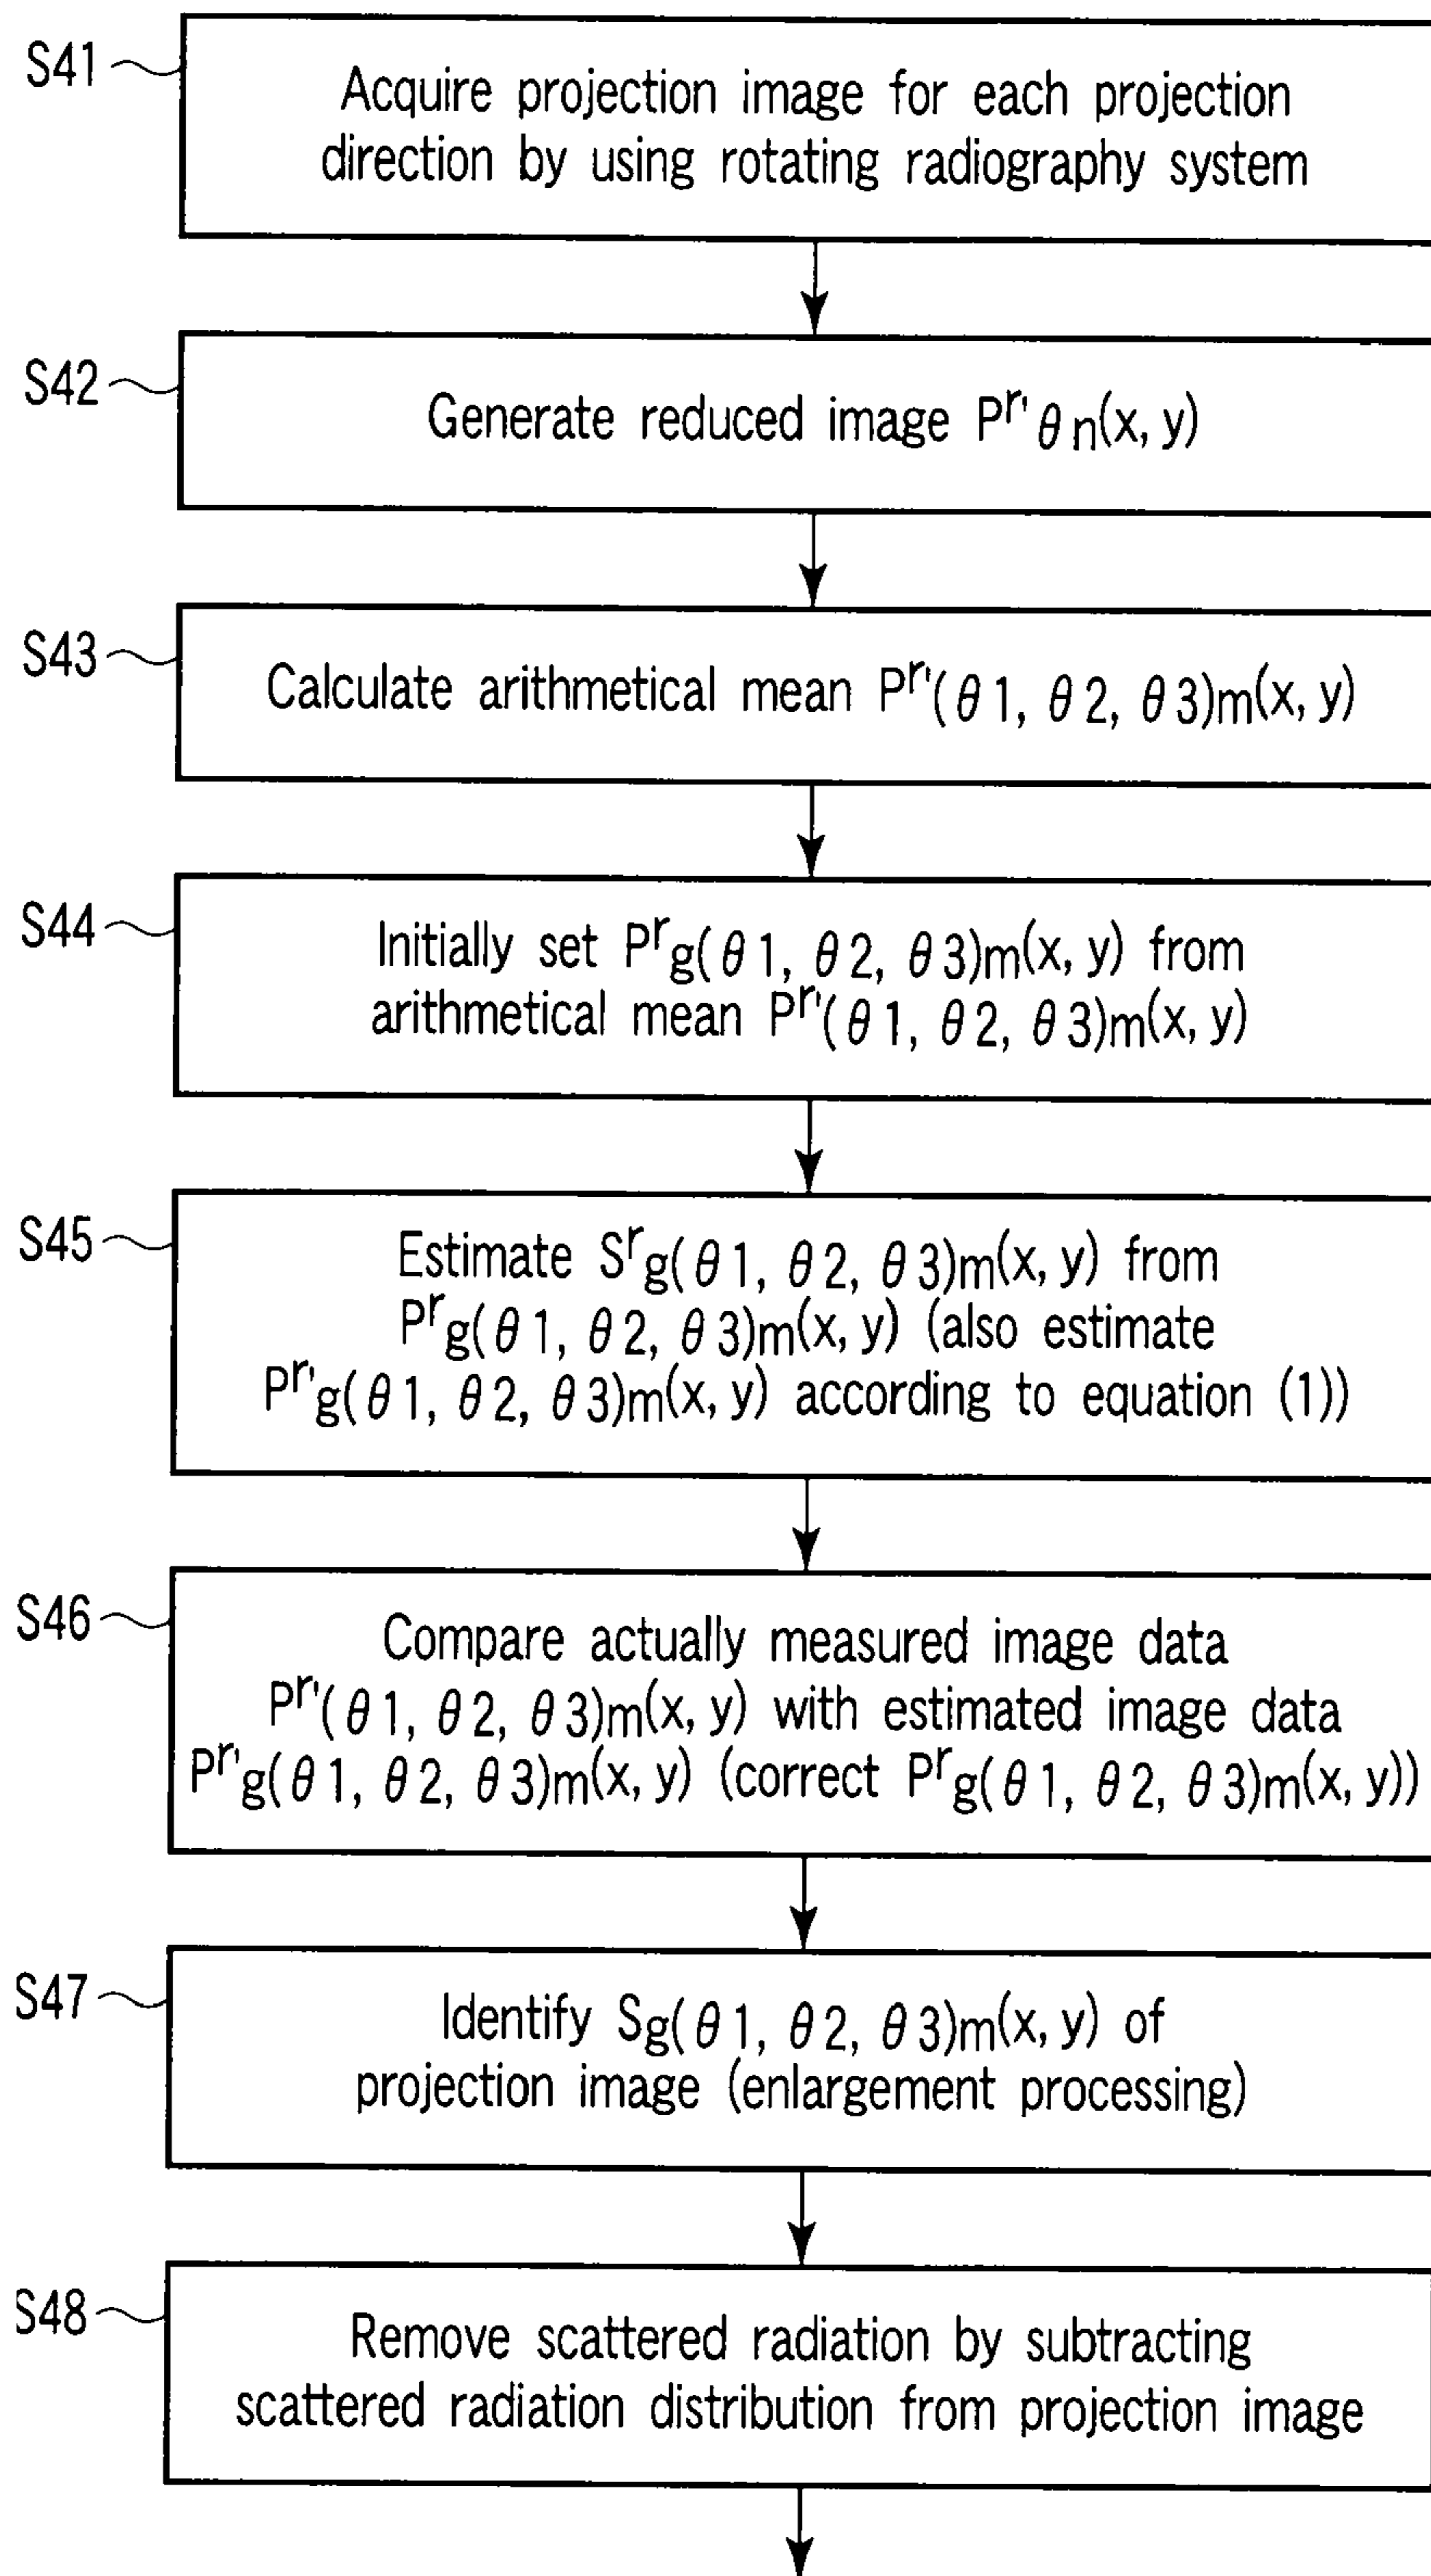 S41
Acquire projection image for each projection
direction by using rotating radiography system
S42
Generate reduced image Pr'θn(x, y)
S43
Calculate arithmetical mean Pr'(θ1, θ2, θ3)m(x, y)
S44
Initially set Prg(θ1, θ2, θ3)m(x, y) from
arithmetical mean Pr'(θ1, θ2, θ3)m(x, y)
S45
Estimate Srg(θ1, θ2, θ3)m(x, y) from
Prg(θ1, θ2, θ3)m(x, y) (also estimate
Pr'g(θ1, θ2, θ3)m(x, y) according to equation (1))
S46
Compare actually measured image data
Pr'(θ1, θ2, θ3)m(x, y) with estimated image data
Pr'g(θ1, θ2, θ3)m(x, y) (correct Prg(θ1, θ2, θ3)m(x, y))
S47
Identify Sg(θ1, θ2, θ3)m(x, y) of
projection image (enlargement processing)
S48
Remove scattered radiation by subtracting
scattered radiation distribution from projection image